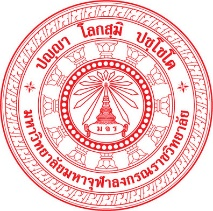 ปญฺญา โลกสฺมิ ปชฺโชโต
มจร
มหาวิทยาลัยมหาจุฬาลงกรณราชวิทยาลัย